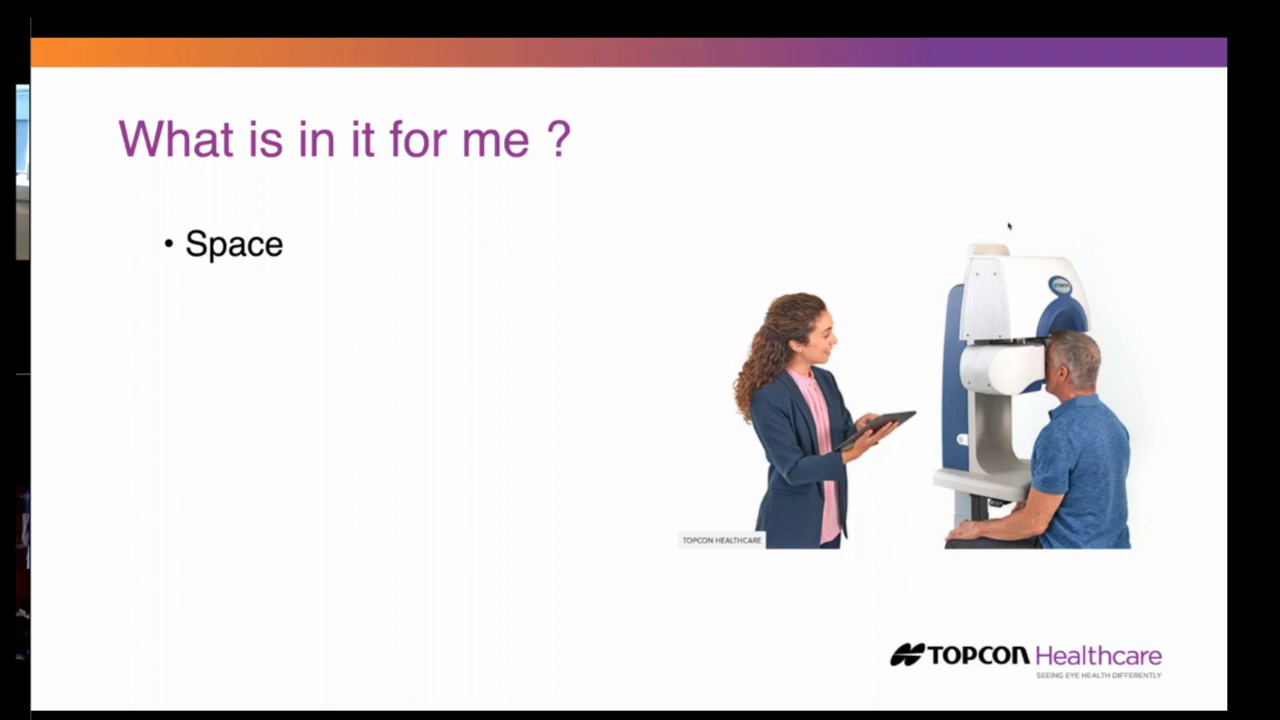 What is in it for me ?
• Space
TOPCON HEALTHCARE
TOPCON Healthcare
SEEING EYE HEALTH DIFFERENTLY